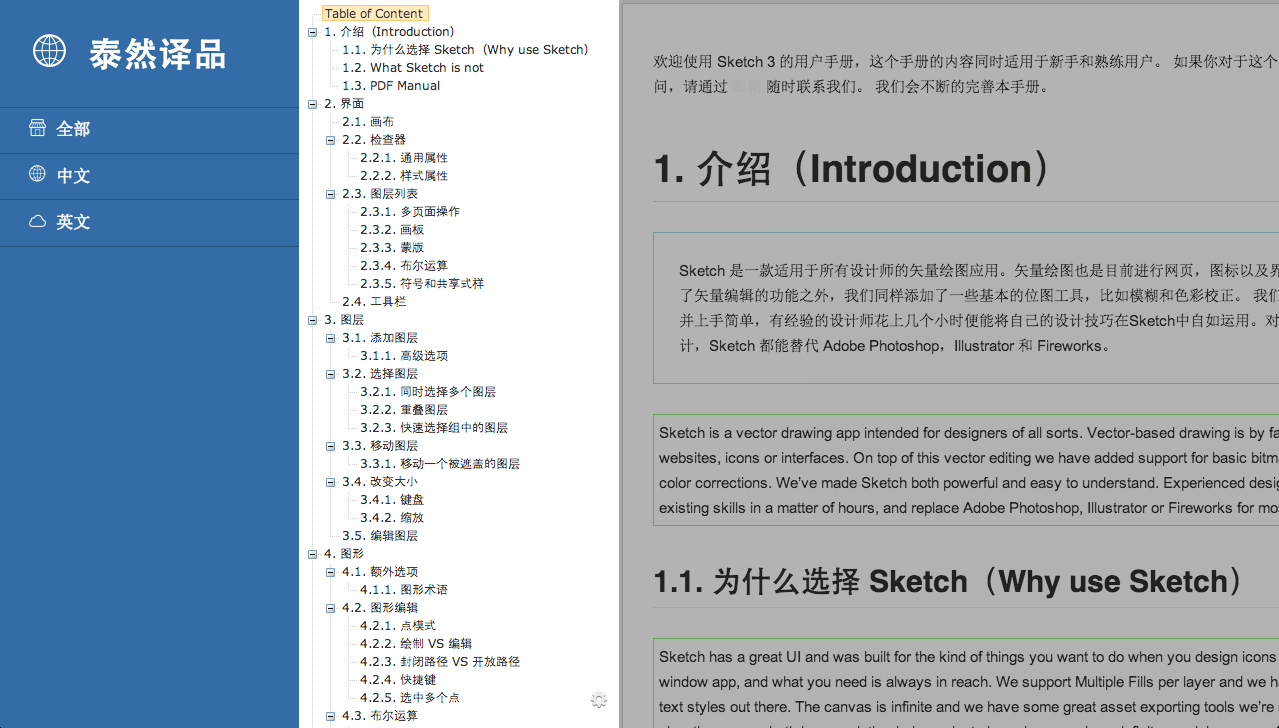 泰然译品
全部
中文
英文
Table of Content
1. 介绍（Introduction）
1.1. 为什么选择 Sketch（Why use Sketch）
1.2. What Sketch is not
1.3. PDF Manual
2. 界面
2.1. 画布
2.2. 检查器
2.2.1. 通用属性
2.2.2. 样式属性
2.3. 图层列表
2.3.1. 多页面操作
2.3.2. 画板
2.3.3. 蒙版
2.3.4. 布尔运算
2.3.5. 符号和共享式样
2.4. 工具栏
3. 图层
3.1. 添加图层
3.1.1. 高级选项
3.2. 选择图层
3.2.1. 同时选择多个图层
3.2.2. 重叠图层
3.2.3. 快速选择组中的图层
3.3. 移动图层
3.3.1. 移动一个被遮盖的图层
3.4. 改变大小
3.4.1. 键盘
3.4.2. 缩放
3.5. 编辑图层
4. 图形
4.1. 额外选项
4.1.1. 图形术语
4.2. 图形编辑
4.2.1. 点模式
4.2.2. 绘制 VS 编辑
4.2.3. 封闭路径 VS 开放路径
4.2.4. 快捷键
4.2.5. 选中多个点
4.3. 布尔运算
欢迎使用 Sketch 3 的用户手册，这个手册的内容同时适用于新手和熟练用户。 如果你对于这个
问，请通过 邮箱 随时联系我们。 我们会不断的完善本手册。
1. 介绍（Introduction）
Sketch 是一款适用于所有设计师的矢量绘图应用。矢量绘图也是目前进行网页，图标以及界
了矢量编辑的功能之外，我们同样添加了一些基本的位图工具，比如模糊和色彩校正。 我们
并上手简单，有经验的设计师花上几个小时便能将自己的设计技巧在Sketch中自如运用。对
计，Sketch 都能替代 Adobe Photoshop，Illustrator 和 Fireworks。
Sketch is a vector drawing app intended for designers of all sorts. Vector-based drawing is by fa
websites, icons or interfaces. On top of this vector editing we have added support for basic bitm
color corrections. We’ve made Sketch both powerful and easy to understand. Experienced desig
existing skills in a matter of hours, and replace Adobe Photoshop, Illustrator or Fireworks for mos
1.1. 为什么选择 Sketch（Why use Sketch）
Sketch has a great UI and was built for the kind of things you want to do when you design icons
window app, and what you need is always in reach. We support Multiple Fills per layer and we ha
text styles out there. The canvas is infinite and we have some great asset exporting tools we’re